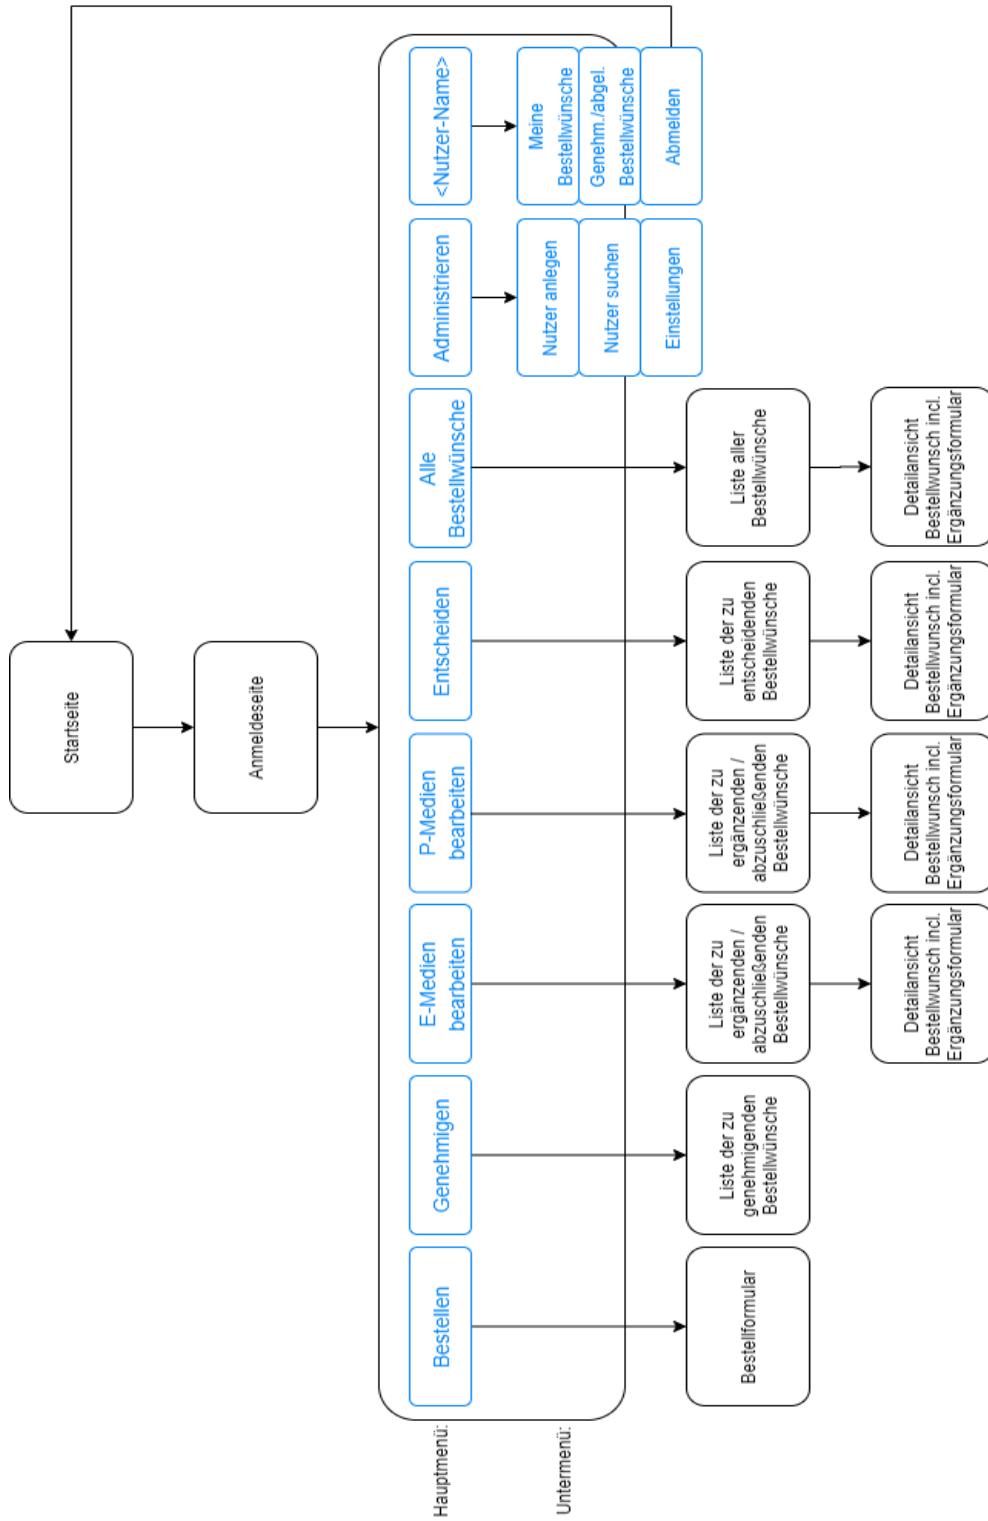 Startseite
Anmeldeseite
Hauptmenü:
Bestellen
Genehmigen
E-Medien
bearbeiten
P-Medien
bearbeiten
Entscheiden
Alle
Bestellwünsche
Administrieren
<Nutzer-Name>
Untermenü:
Nutzer anlegen
Nutzer suchen
Einstellungen
Meine
Bestellwünsche
Genehm./abgel.
Bestellwünsche
Abmelden
Bestellformular
Liste der zu
genehmigenden
Bestellwünsche
Liste der zu
ergänzenden /
abzuschließenden
Bestellwünsche
Liste der zu
ergänzenden /
abzuschließenden
Bestellwünsche
Liste der zu
entscheidenden
Bestellwünsche
Liste aller
Bestellwünsche
Detailansicht
Bestellwunsch incl.
Ergänzungsformular
Detailansicht
Bestellwunsch incl.
Ergänzungsformular
Detailansicht
Bestellwunsch incl.
Ergänzungsformular
Detailansicht
Bestellwunsch incl.
Ergänzungsformular